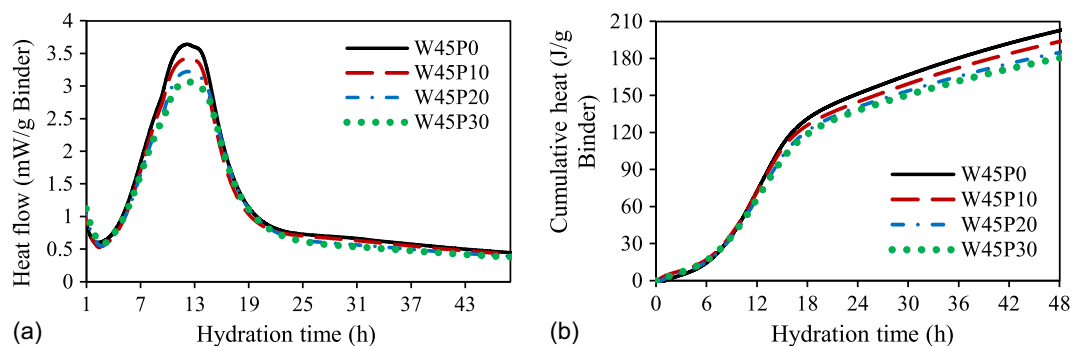 Heat flow (mW/g Binder)
4
3.5
3
2.5
2
1.5
1
0.5
0
W45P0
W45P10
W45P20
W45P30
1 7 13 19 25 31 37 43
Hydration time (h)
(a)
Cumulative heat (J/g
Binder)
210
180
150
120
90
60
30
0
W45P0
W45P10
W45P20
W45P30
0 6 12 18 24 30 36 42 48
Hydration time (h)
(b)